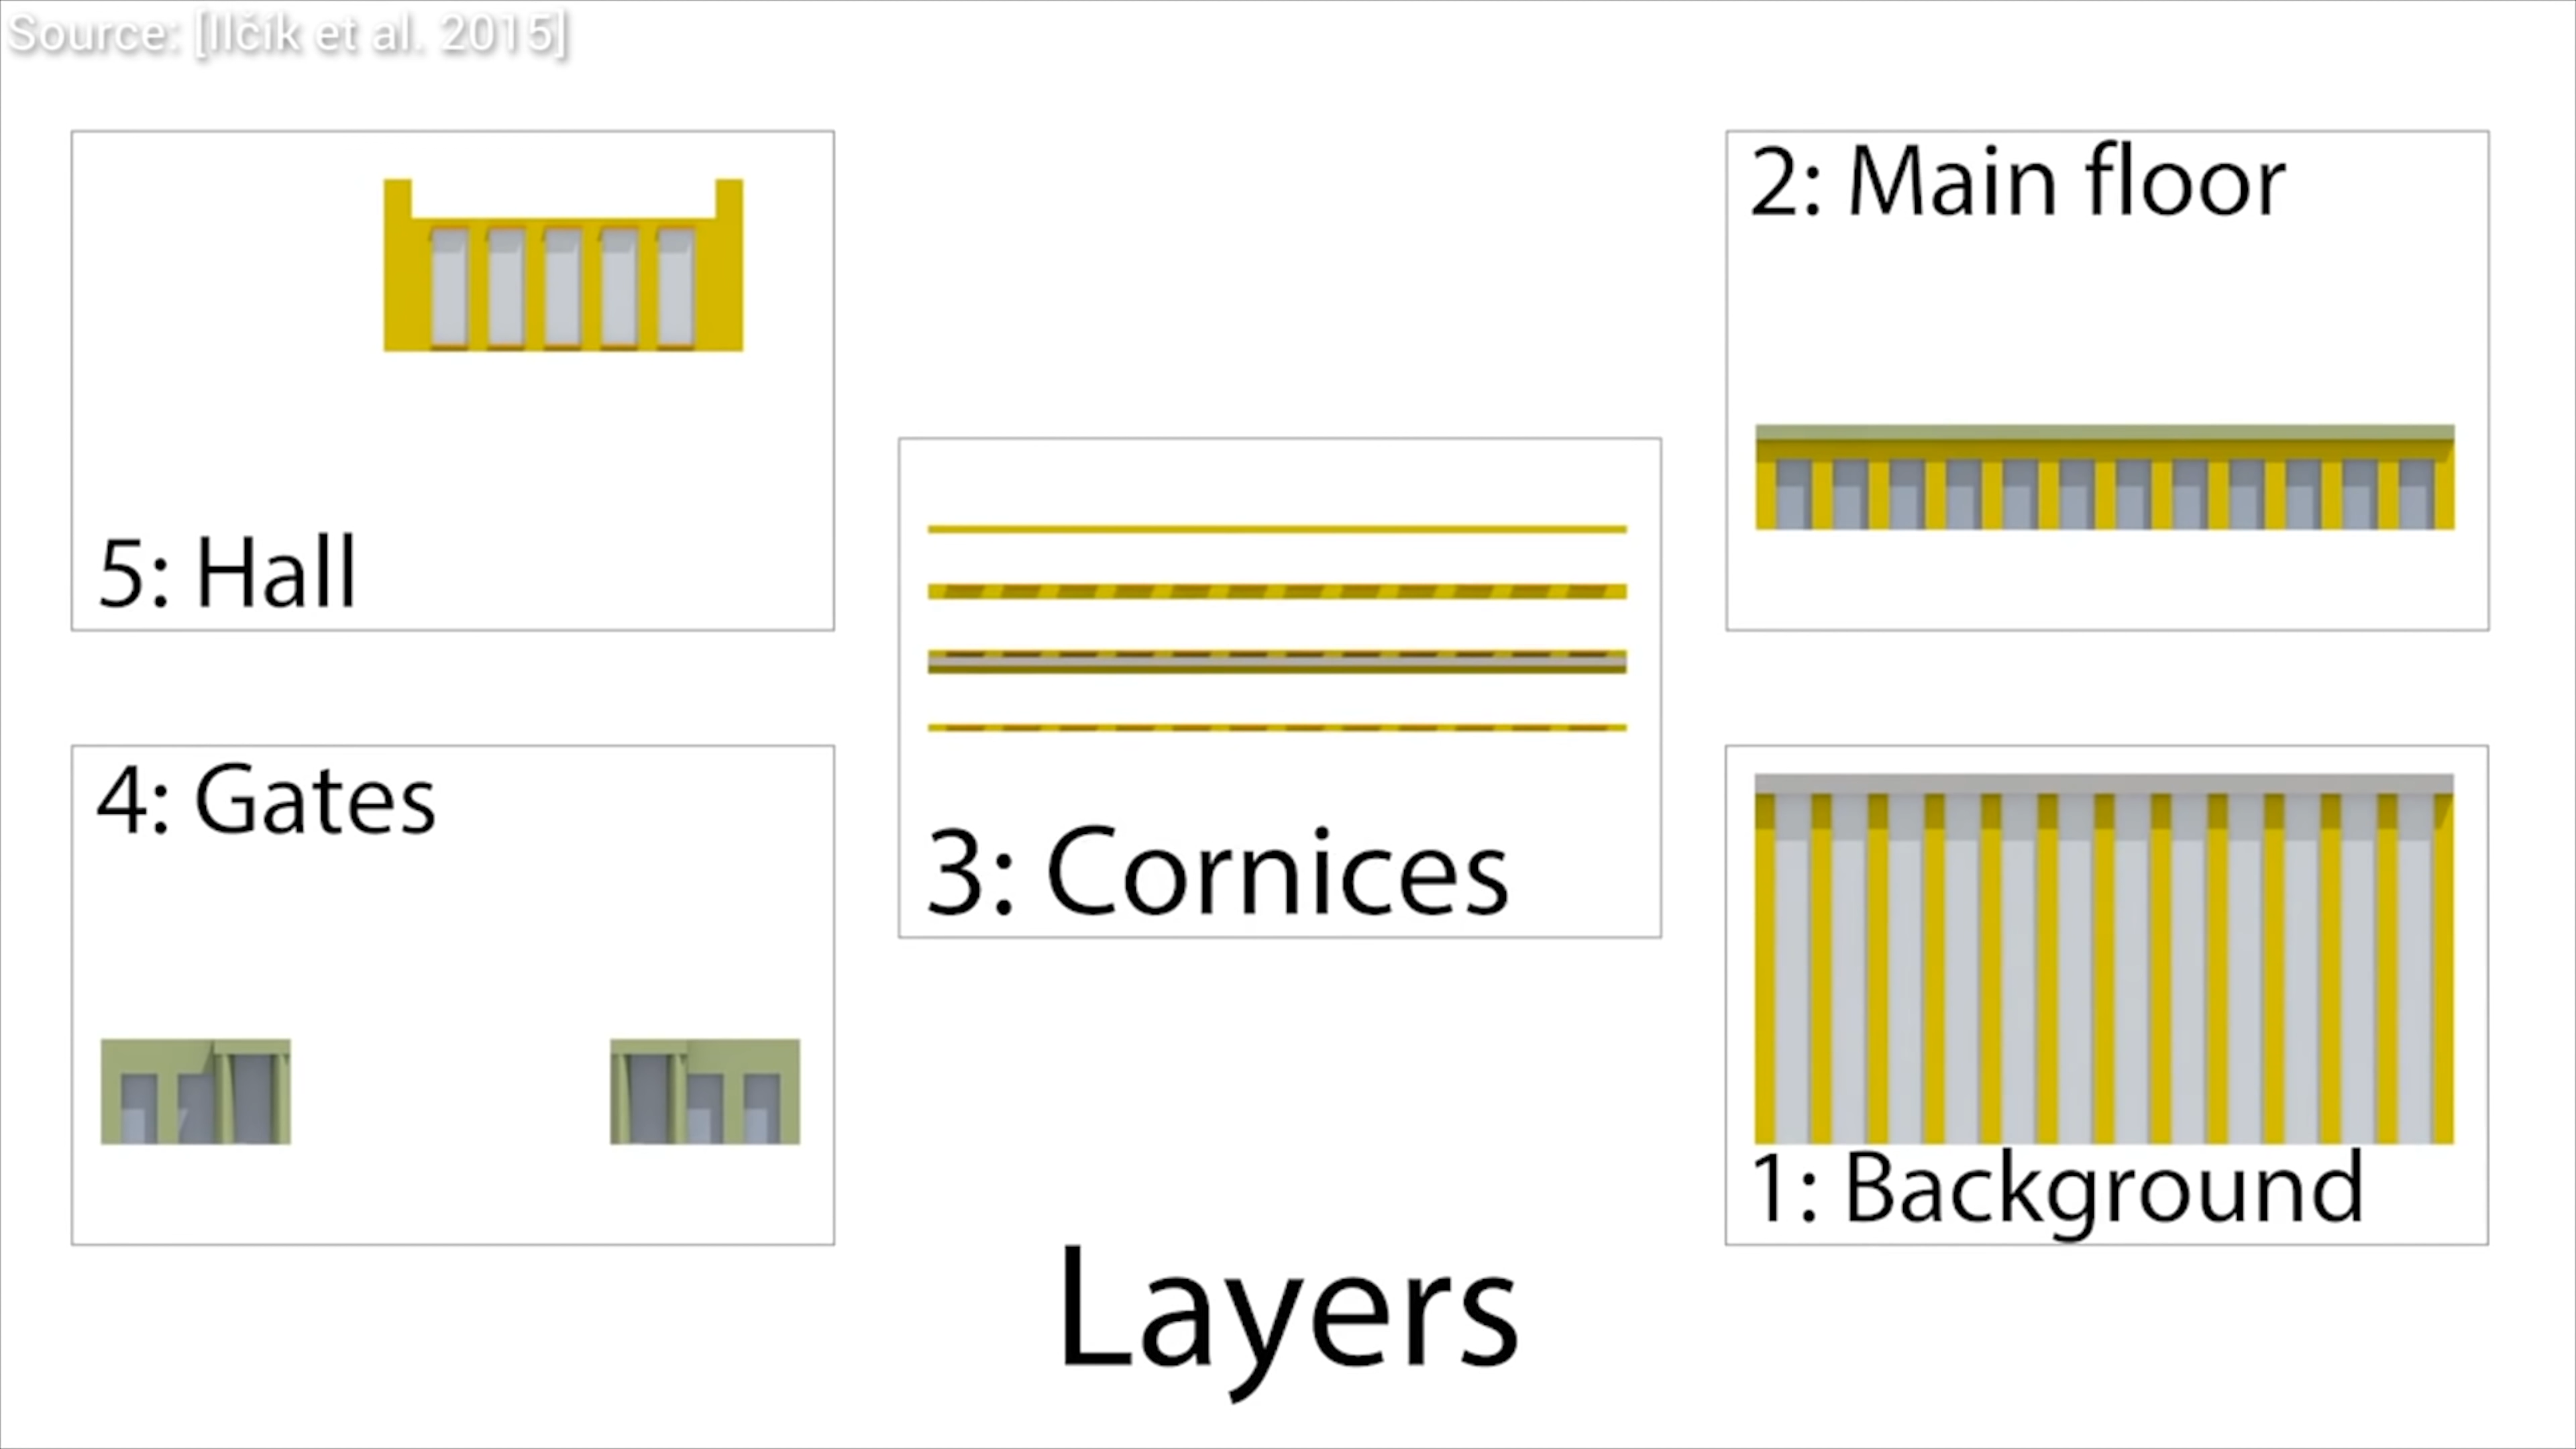 Source: [Ilčík et al. 2015]
5: Hall
2: Main floor
3: Cornices
4: Gates
1: Background
Layers